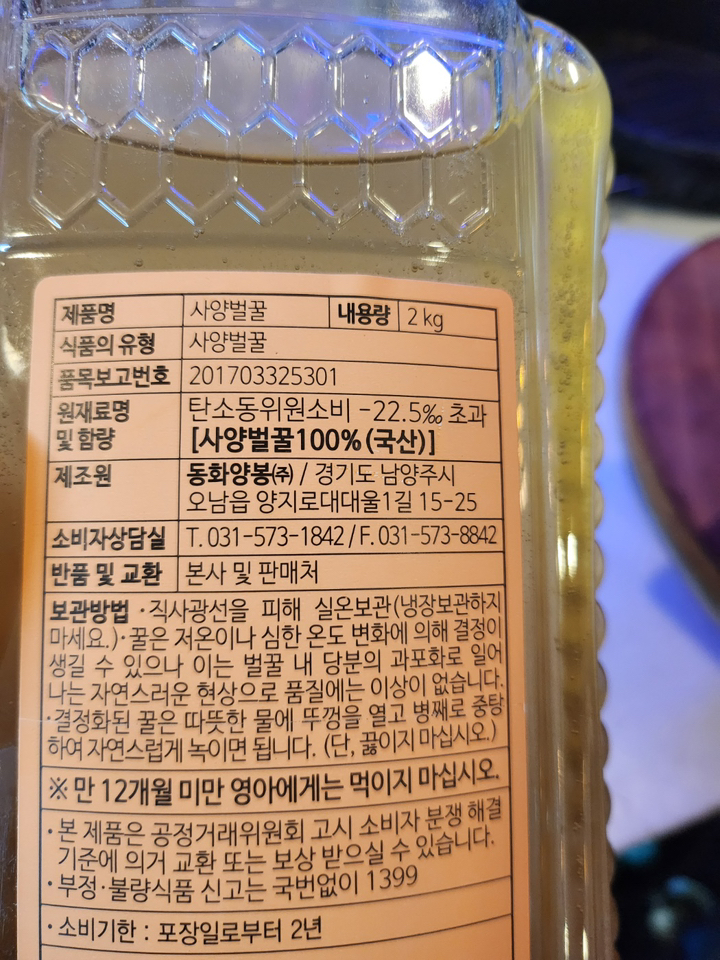 제품명 사양벌꿀 내용량 2 kg
식품의 유형 사양벌꿀
품목보고번호 201703325301
원재료명 탄소동위원소비 -22.5‰ 초과
및 함량 [사양벌꿀100%(국산)]
제조원 동화양봉㈜ / 경기도 남양주시
오남읍 양지로대대울1길 15-25
소비자상담실 T. 031-573-1842 / F. 031-573-8842
반품 및 교환 본사 및 판매처
보관방법 ·직사광선을 피해 실온보관(냉장보관하지
마세요.)·꿀은 저온이나 심한 온도 변화에 의해 결정이
생길 수 있으나 이는 벌꿀 내 당분의 과포화로 일어
나는 자연스러운 현상으로 품질에는 이상이 없습니다.
·결정화된 꿀은 따뜻한 물에 뚜껑을 열고 병째로 중탕
하여 자연스럽게 녹이면 됩니다. (단, 끓이지 마십시오.)
※ 만 12개월 미만 영아에게는 먹이지 마십시오.
·본 제품은 공정거래위원회 고시 소비자 분쟁 해결
기준에 의거 교환 또는 보상 받으실 수 있습니다.
·부정·불량식품 신고는 국번없이 1399
·소비기한 : 포장일로부터 2년